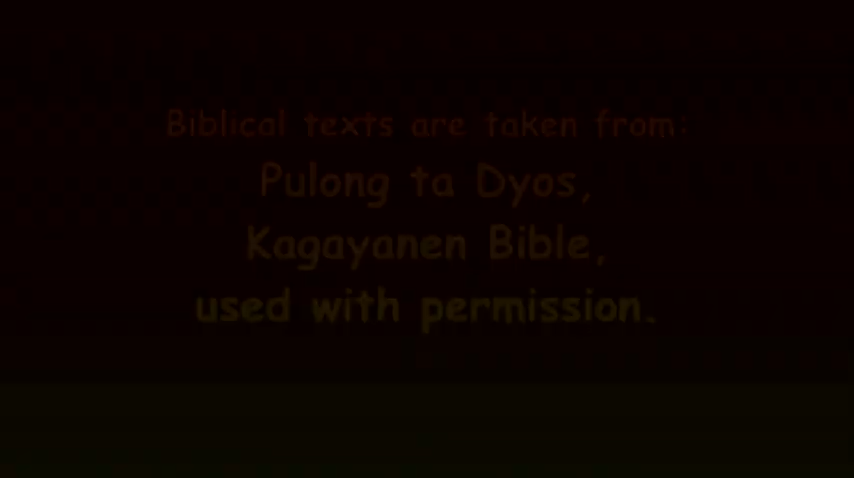 Biblical texts are taken from:
Pulong ta Dyos,
Kagayanen Bible,
used with permission.